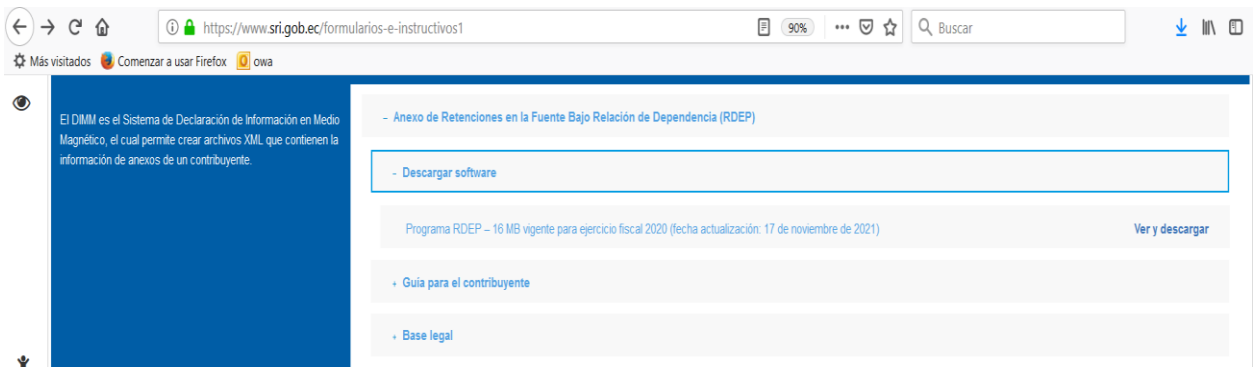 https://www.sri.gob.ec/formularios-e-instructivos1
90%
Buscar
Más visitados
Comenzar a usar Firefox
owa
El DIMM es el Sistema de Declaración de Información en Medio
Magnético, el cual permite crear archivos XML que contienen la
información de anexos de un contribuyente.
- Anexo de Retenciones en la Fuente Bajo Relación de Dependencia (RDEP)
- Descargar software
Programa RDEP – 16 MB vigente para ejercicio fiscal 2020 (fecha actualización: 17 de noviembre de 2021)
Ver y descargar
+ Guía para el contribuyente
+ Base legal